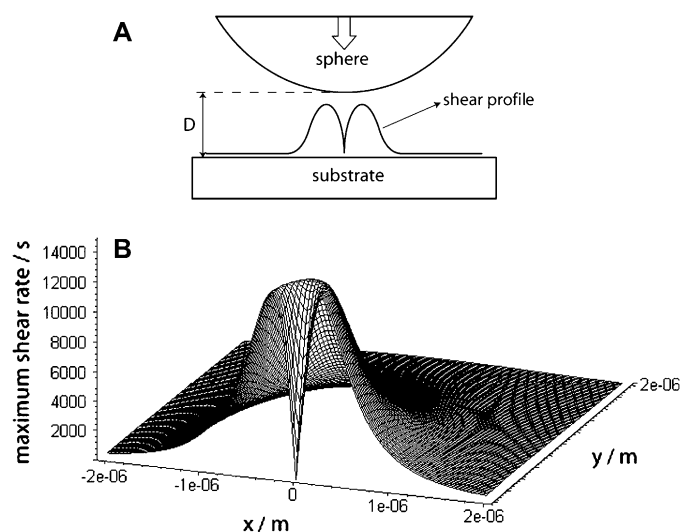 A
sphere
shear profile
D
substrate
B
maximum shear rate / s
14000
12000
10000
8000
6000
4000
2000
-2e-06
-1e-06
0
1e-06
2e-06
x / m
2e-06
y / m